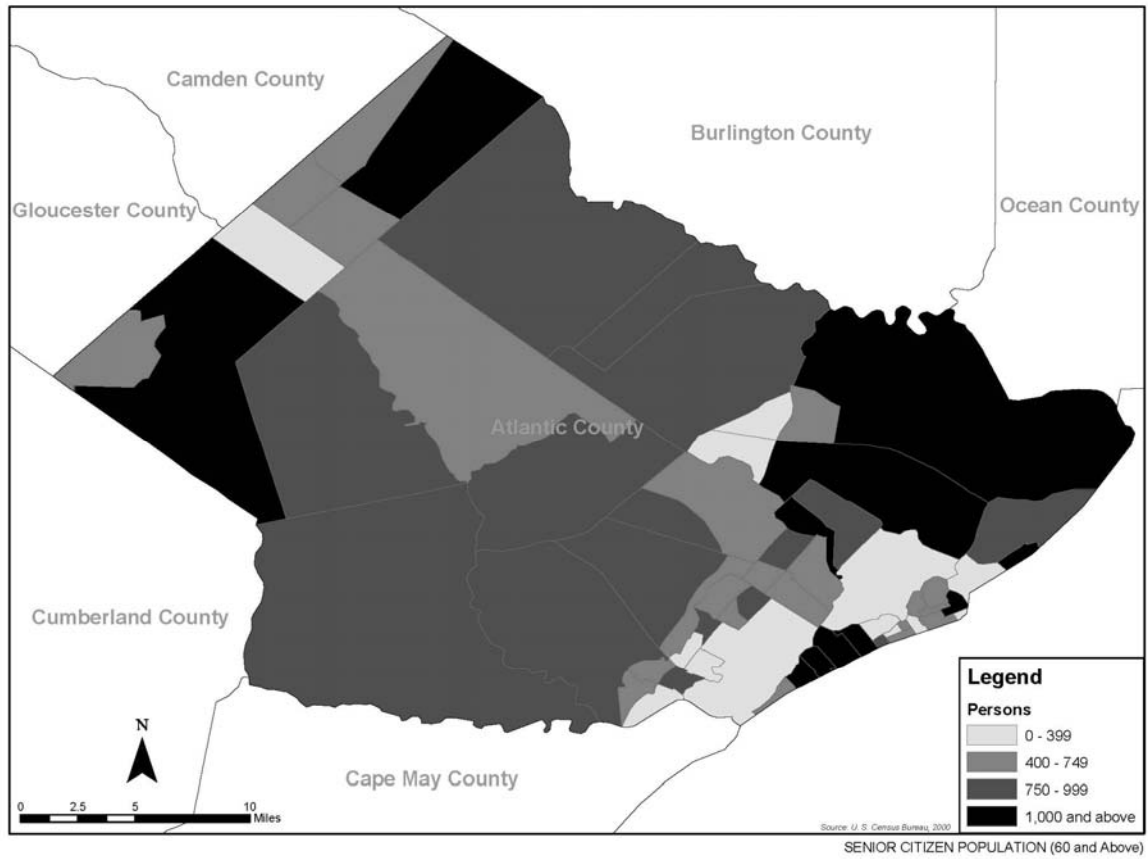 Camden County
Burlington County
Gloucester County
Ocean County
Atlantic County
Cumberland County
Cape May County
N
0 2.5 5 10
Miles
Legend
Persons
0 - 399
400 - 749
750 - 999
1,000 and above
Source: U. S. Census Bureau, 2000
SENIOR CITIZEN POPULATION (60 and Above)